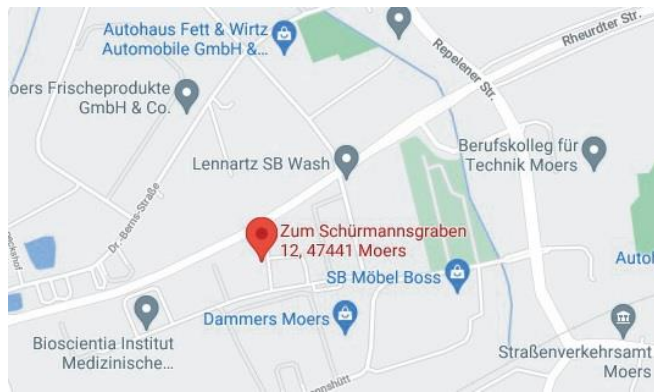 Autohaus Fett & Wirtz
Automobile GmbH &...
Rheurdter Str.
Repelener Str.
oers Frischeprodukte
GmbH & Co.
Berufskolleg für
Technik Moers
Lennartz SB Wash
Dr.-Berns-Straße
Zum Schürmannsgraben
12, 47441 Moers
eckshof
Autol
SB Möbel Boss
Dammers Moers
Bioscientia Institut
Medizinische...
Straßenverkehrsamt
Moers
annshütt